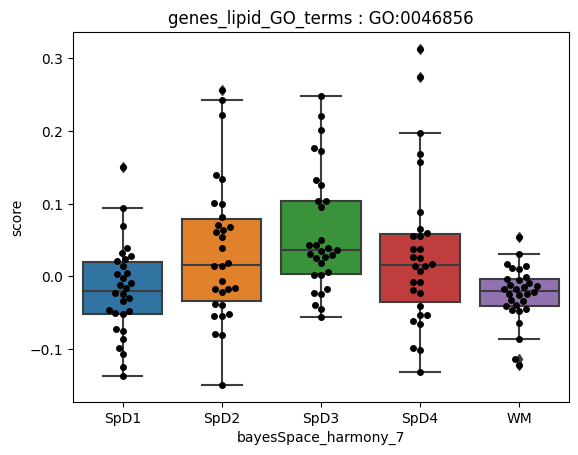 genes_lipid_GO_terms : GO:0046856
0.3
0.2
0.1
0.0
−0.1
score
SpD1 SpD2 SpD3 SpD4 WM
bayesSpace_harmony_7